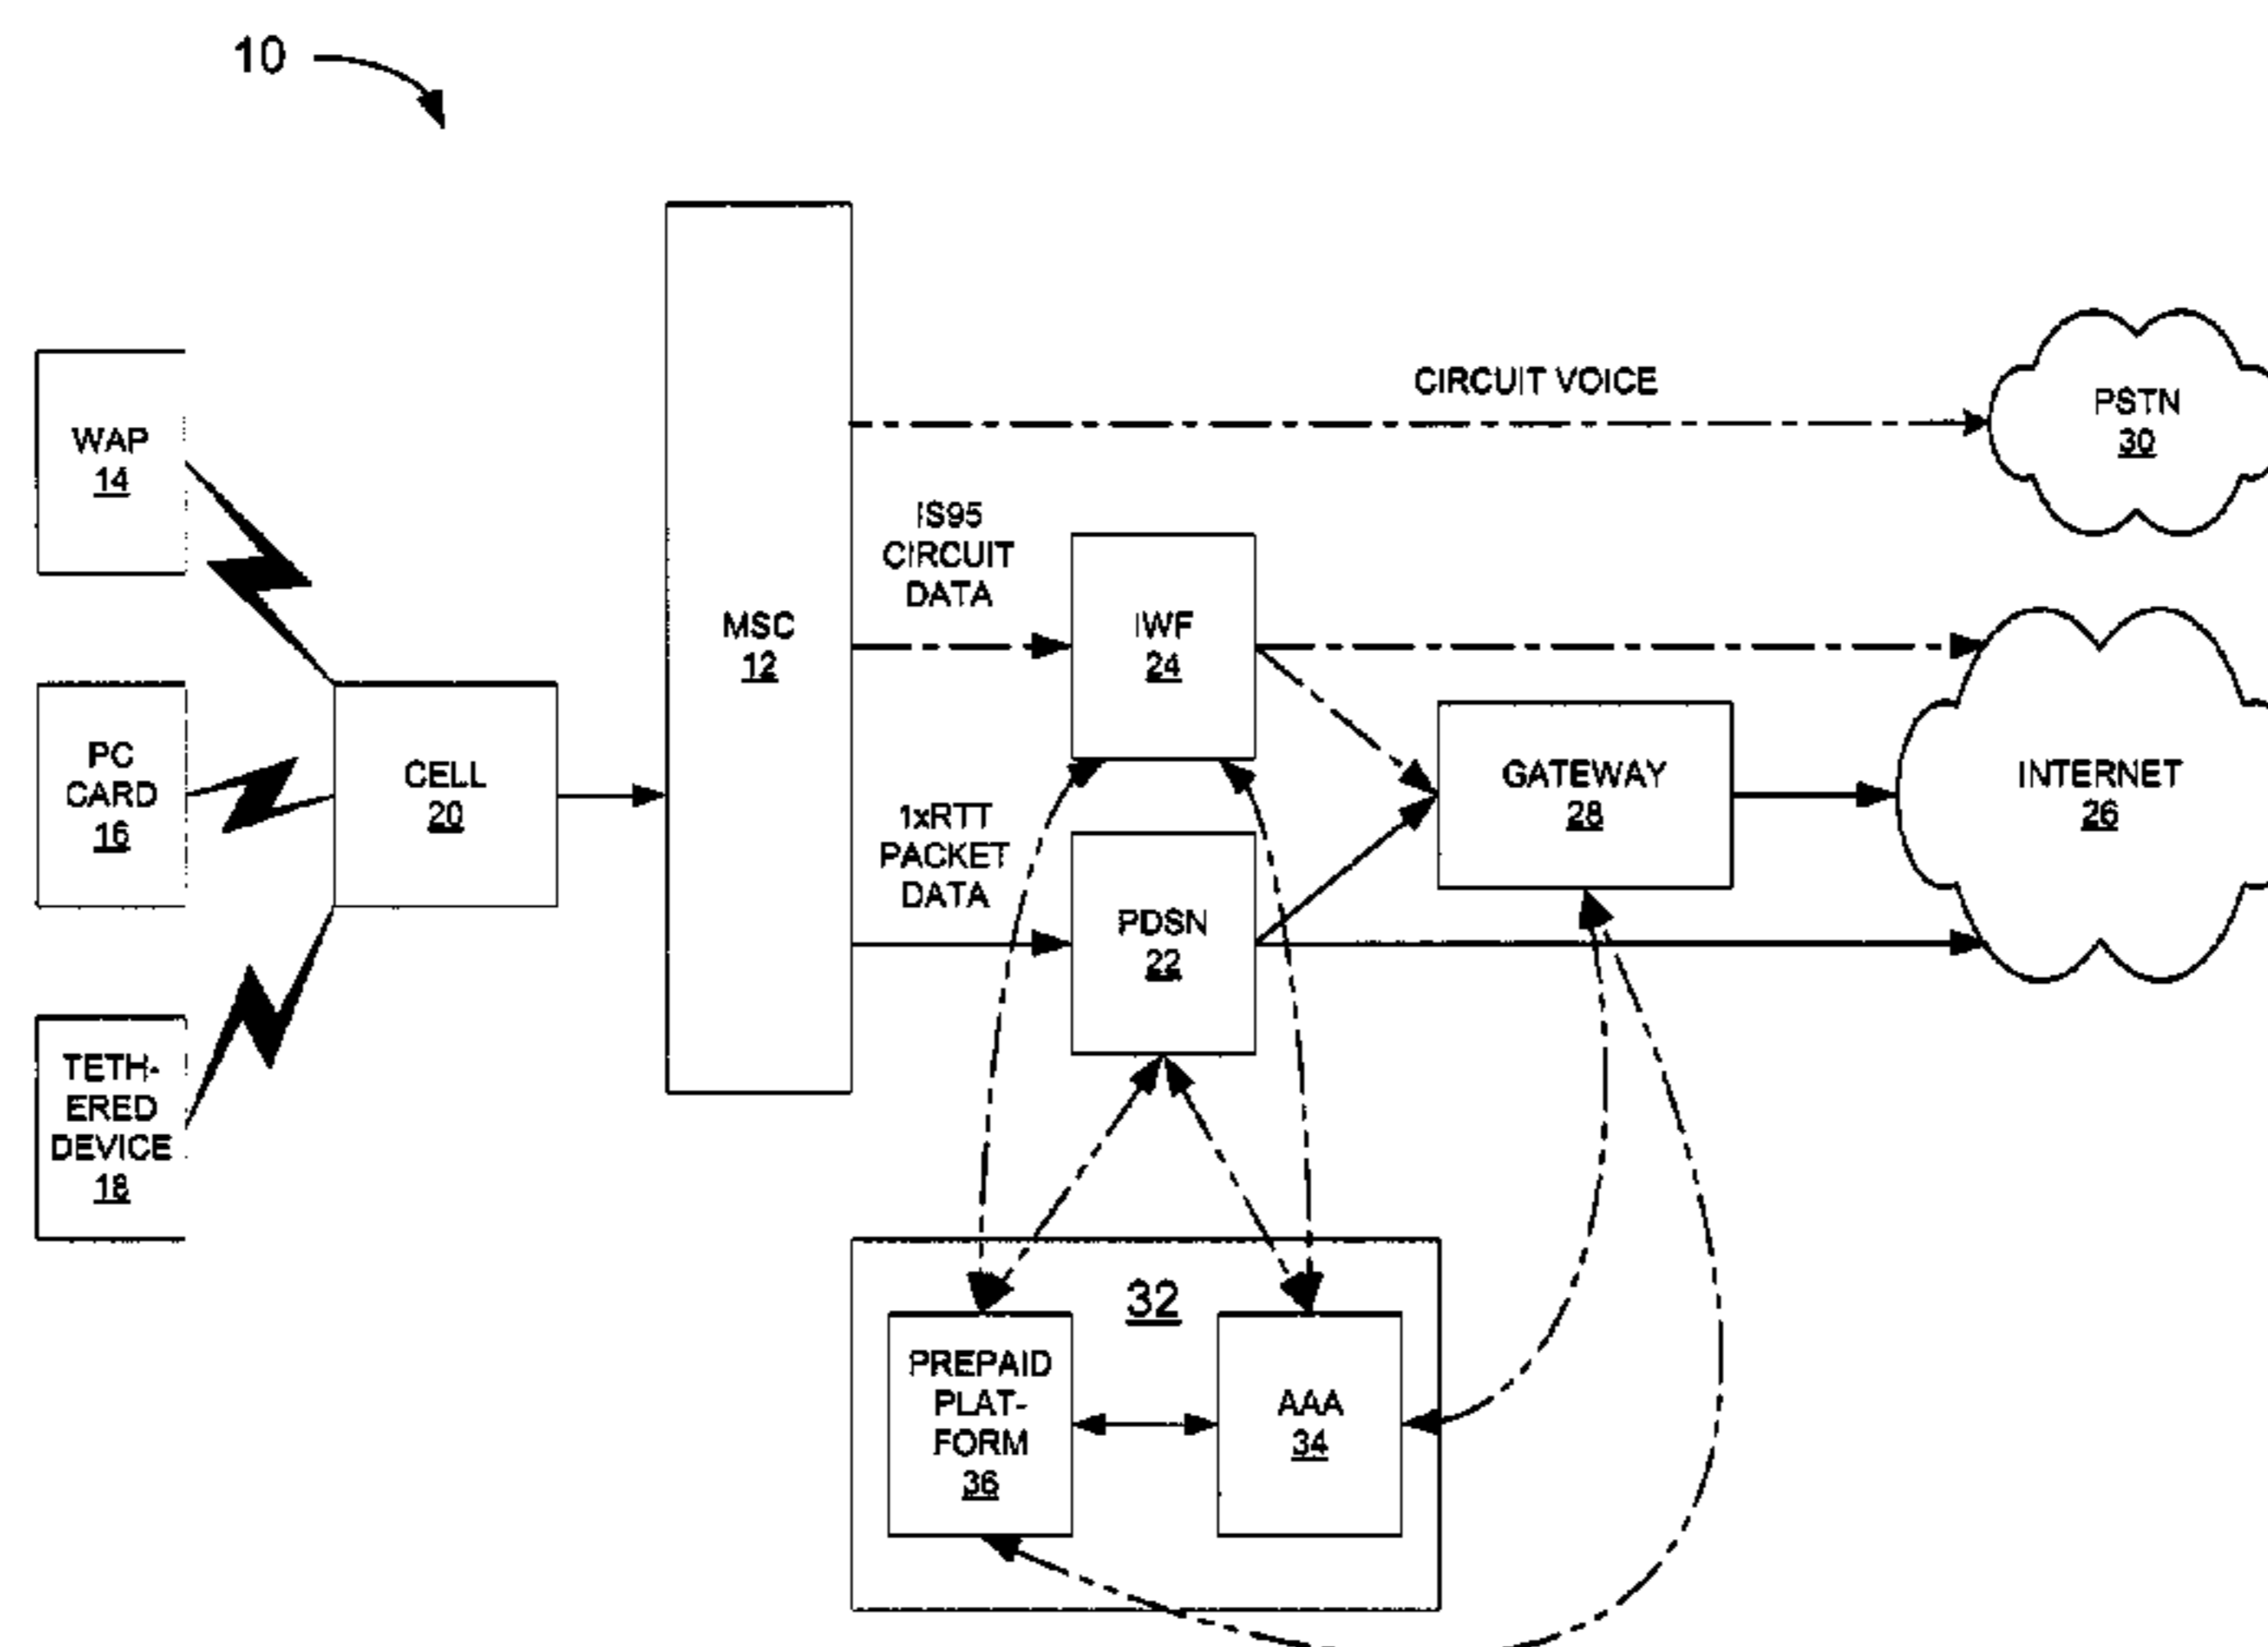 10
WAP
14
PC
CARD
16
TETH-
ERED
DEVICE
18
CELL
20
MSC
12
CIRCUIT VOICE
PSTN
30
IS95
CIRCUIT
DATA
IWF
24
1xRTT
PACKET
DATA
PDSN
22
GATEWAY
28
INTERNET
26
32
PREPAID
PLAT-
FORM
36
AAA
34